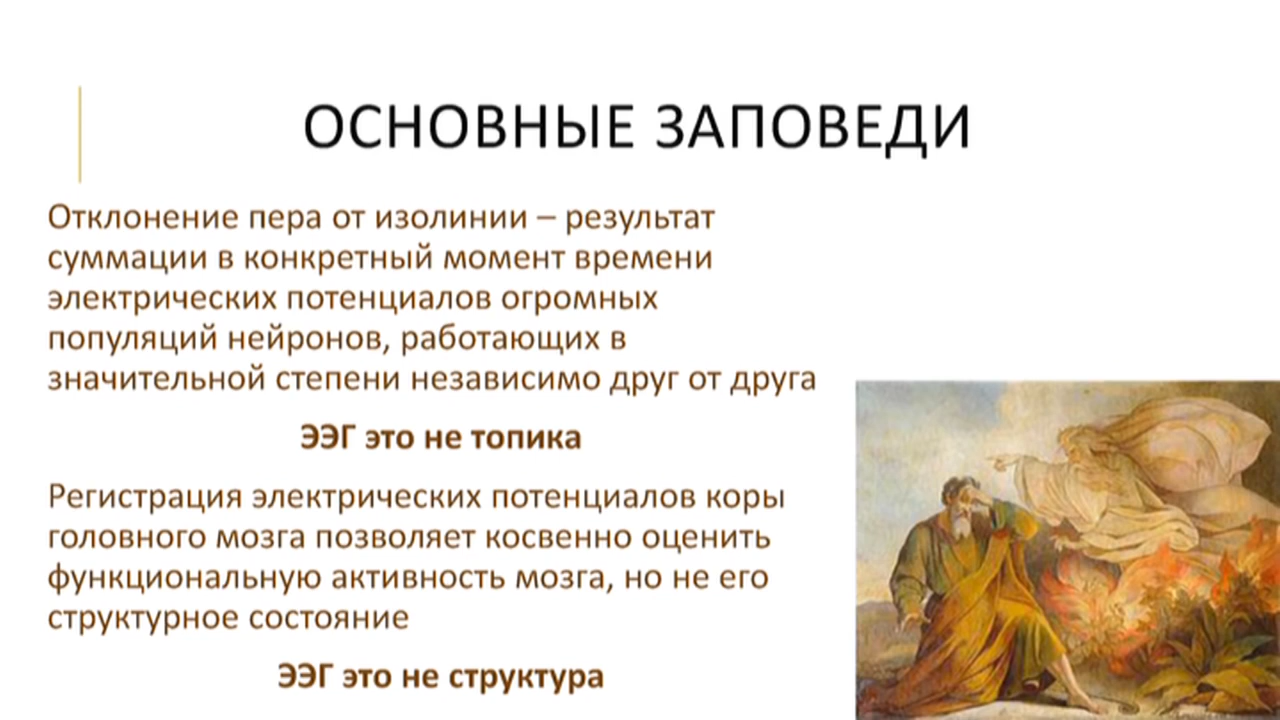 ОСНОВНЫЕ ЗАПОВЕДИ
Отклонение пера от изолинии – результат
суммации в конкретный момент времени
электрических потенциалов огромных
популяций нейронов, работающих в
значительной степени независимо друг от друга
ЭЭГ это не топика
Регистрация электрических потенциалов коры
головного мозга позволяет косвенно оценить
функциональную активность мозга, но не его
структурное состояние
ЭЭГ это не структура